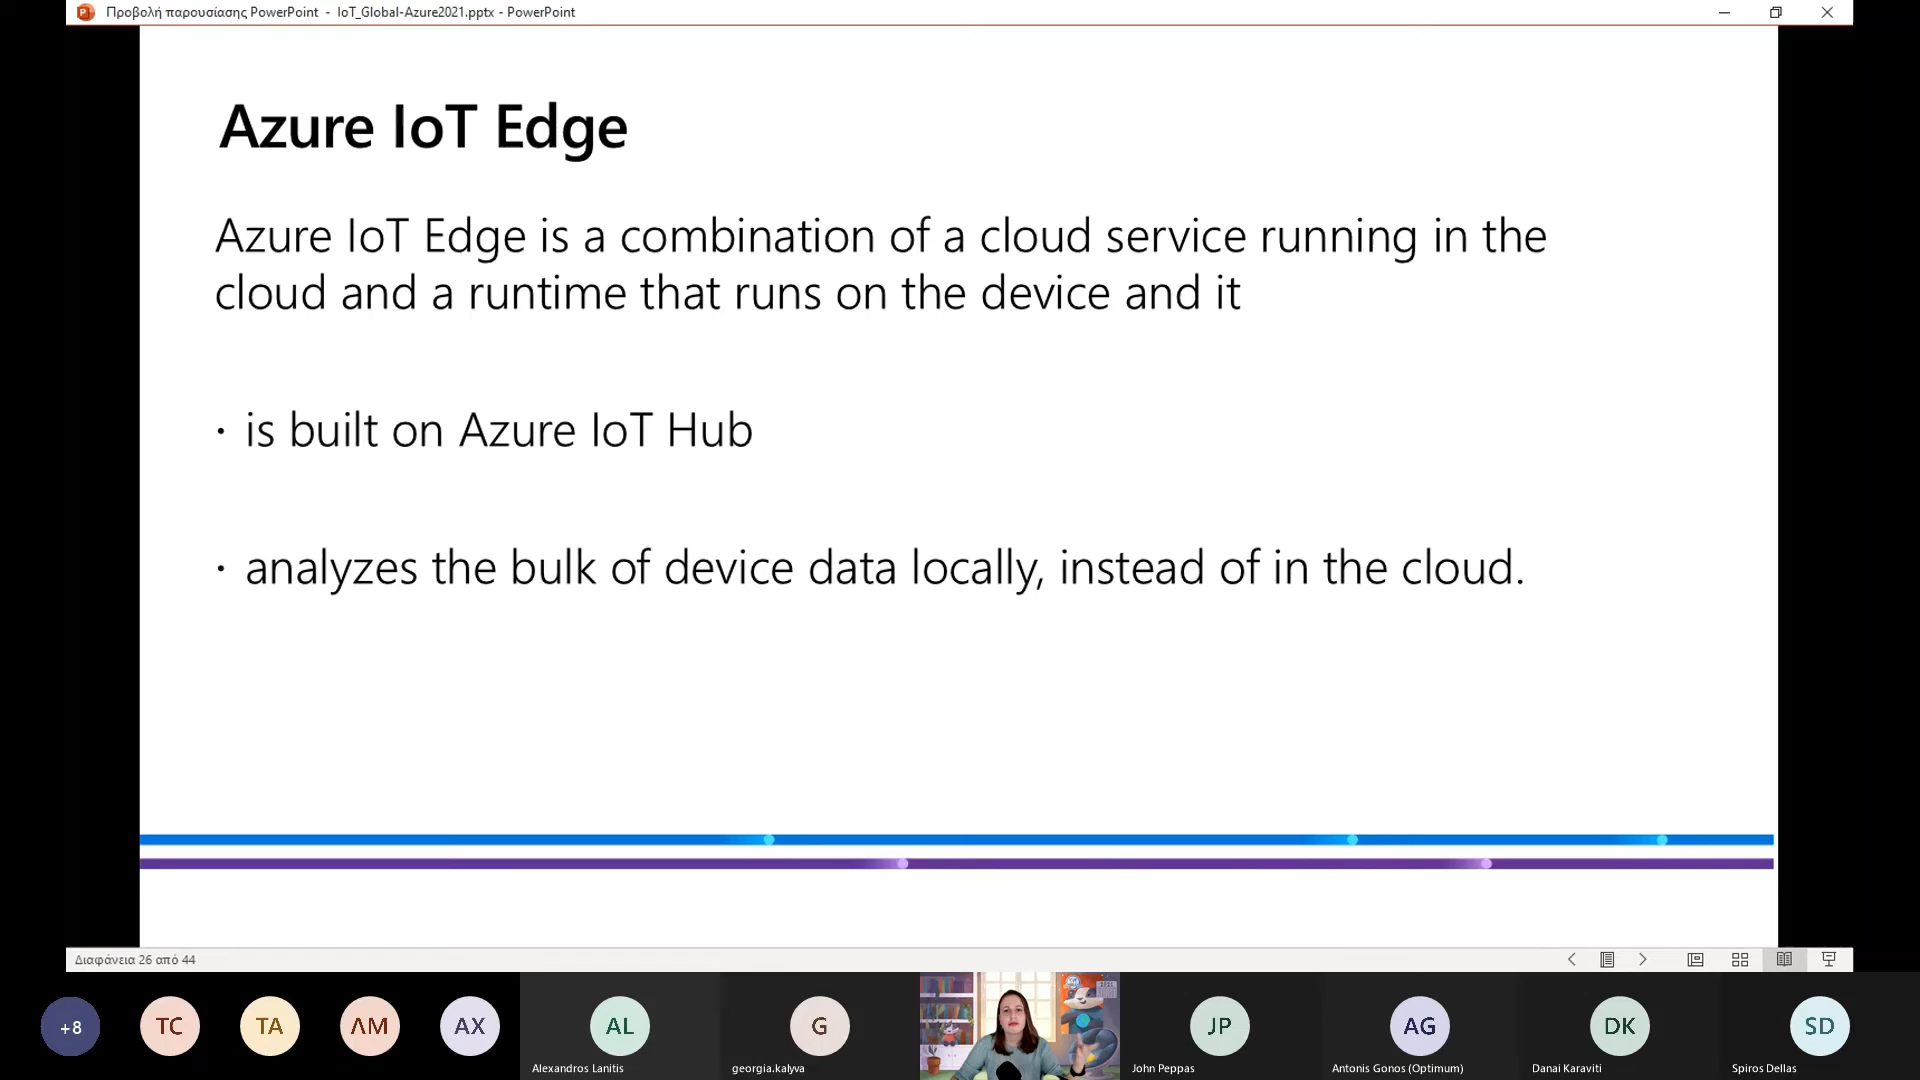 Προβολή παρουσίασης PowerPoint - IoT_Global-Azure2021.pptx - PowerPoint
Azure IoT Edge
Azure IoT Edge is a combination of a cloud service running in the
cloud and a runtime that runs on the device and it
· is built on Azure IoT Hub
· analyzes the bulk of device data locally, instead of in the cloud.
Διαφάνεια 26 από 44
+8
TC
TA
ΛΜ
AX
AL
G
JP
AG
DK
SD
Alexandros Lanitis
georgia.kalyva
John Peppas
Antonis Gonos (Optimum)
Danai Karaviti
Spiros Dellas